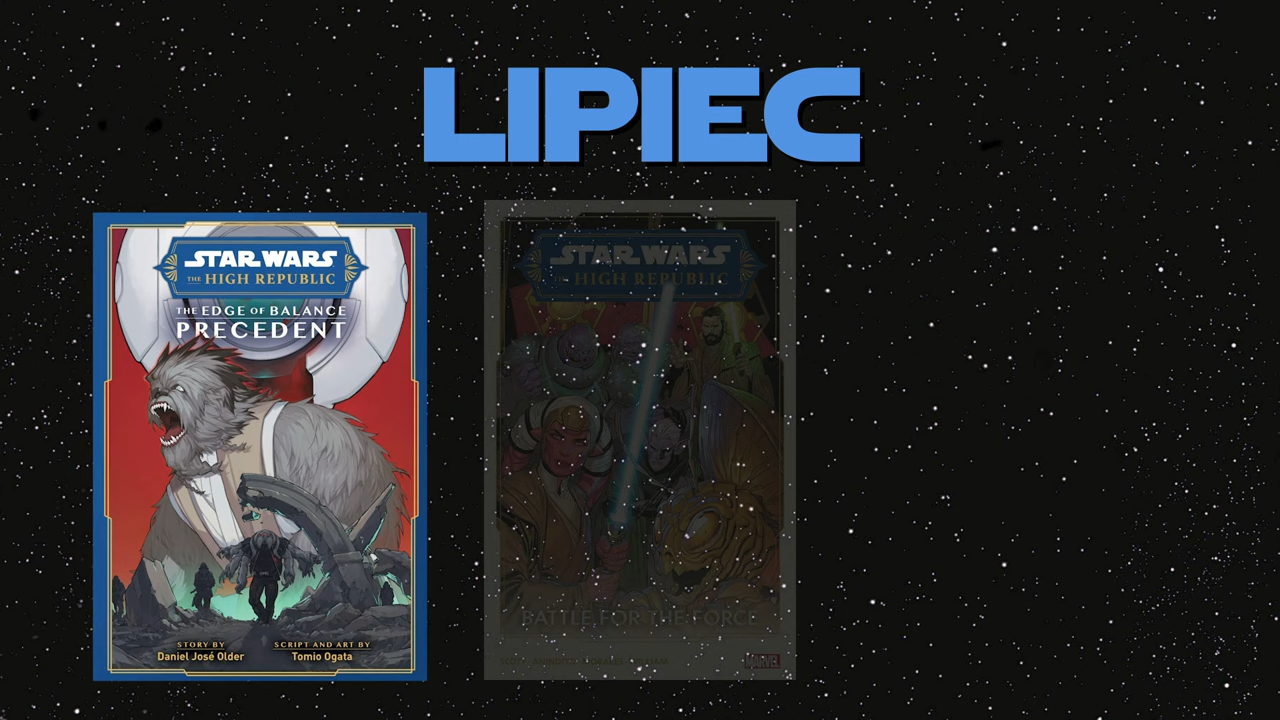 LIPIEC
STAR WARS
THE HIGH REPUBLIC
THE EDGE OF BALANCE
PRECEDENT
STORY BY
Daniel José Older
SCRIPT AND ART BY
Tomio Ogata
STAR WARS
THE HIGH REPUBLIC
BATTLE FOR THE FORCE
MARVEL